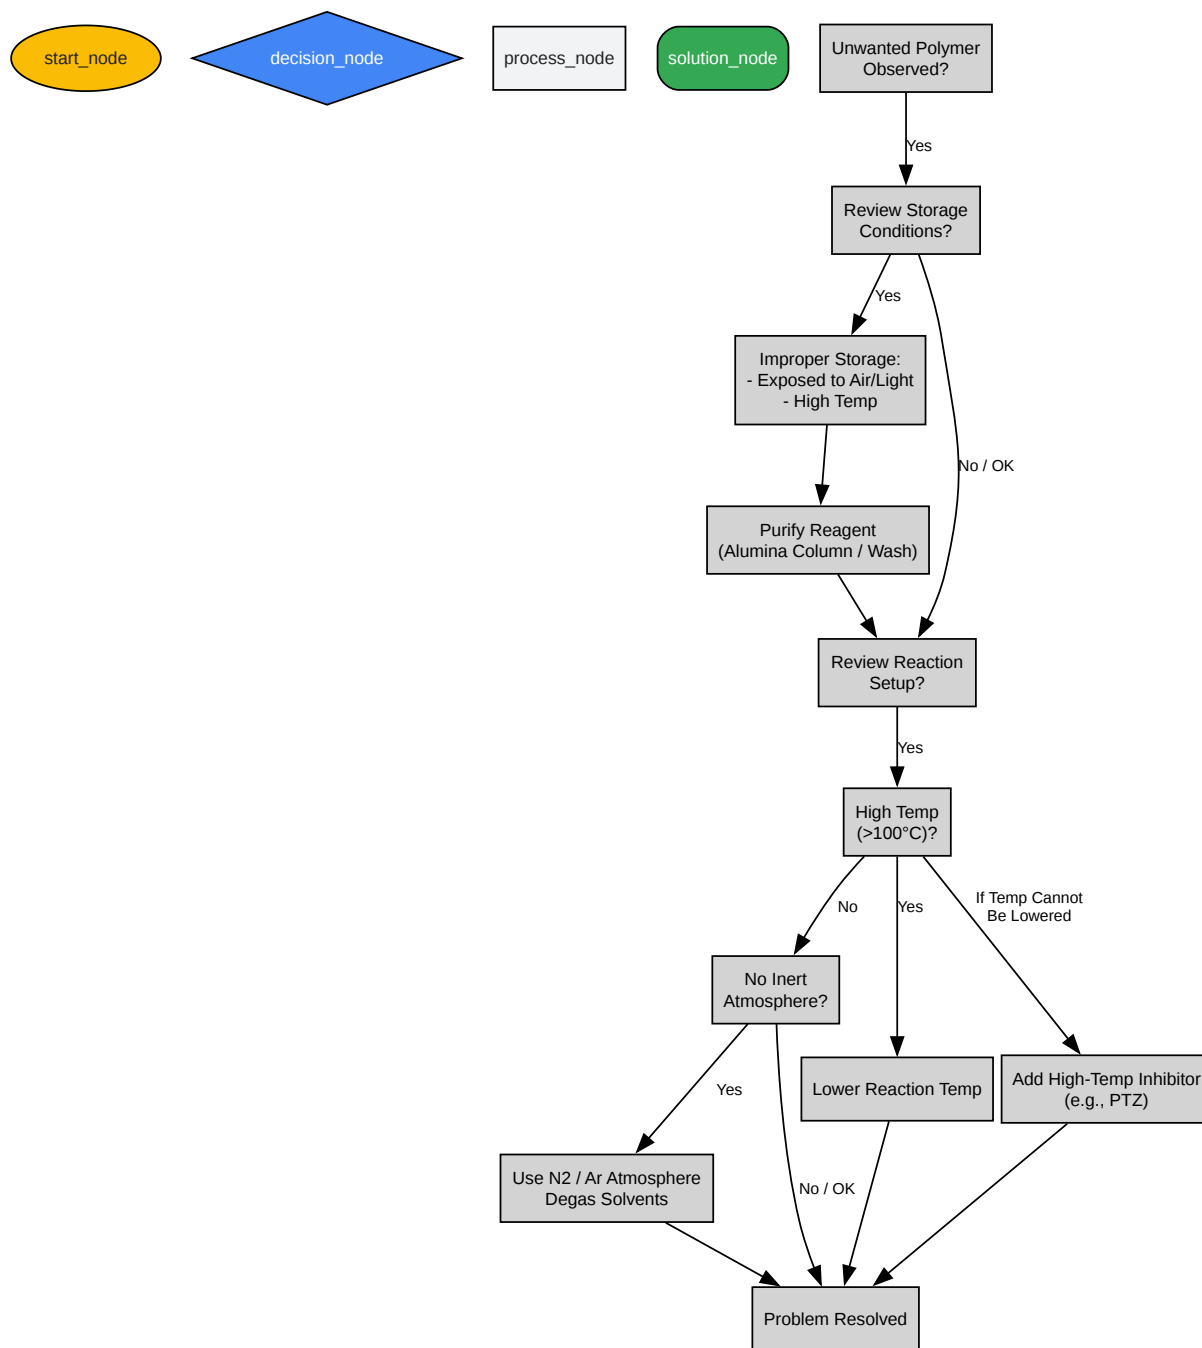 start_node
decision_node
process_node
solution_node
Unwanted Polymer
Observed?
Yes
Review Storage
Conditions?
Yes
Improper Storage:
- Exposed to Air/Light
- High Temp
No / OK
Purify Reagent
(Alumina Column / Wash)
Review Reaction
Setup?
Yes
High Temp
(>100°C)?
No
Yes
If Temp Cannot
Be Lowered
No Inert
Atmosphere?
Yes
Lower Reaction Temp
Add High-Temp Inhibitor
(e.g., PTZ)
Use N2 / Ar Atmosphere
Degas Solvents
No / OK
Problem Resolved